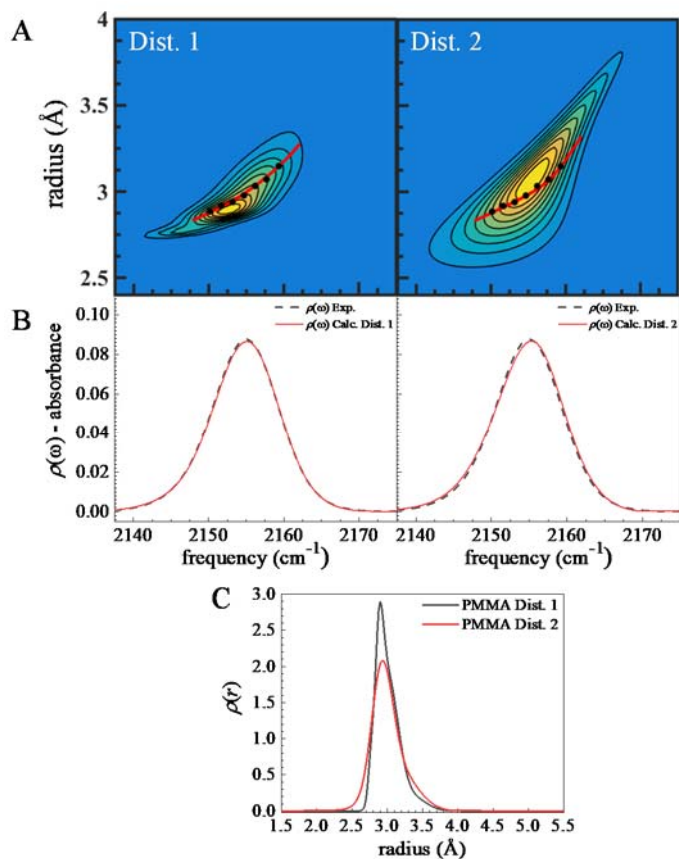 A
Dist. 1
Dist. 2
4
3.5
3
2.5
radius (Å)
B
ρ(ω) Exp.
ρ(ω) Calc. Dist. 1
ρ(ω) Exp.
ρ(ω) Calc. Dist. 2
0.10
0.08
0.06
0.04
0.02
0.00
ρ(ω) - absorbance
2140 2150 2160 2170
2140 2150 2160 2170
frequency (cm⁻¹)
frequency (cm⁻¹)
C
PMMA Dist. 1
PMMA Dist. 2
3.0
2.5
2.0
1.5
1.0
0.5
0.0
ρ(r)
1.5 2.0 2.5 3.0 3.5 4.0 4.5 5.0 5.5
radius (Å)